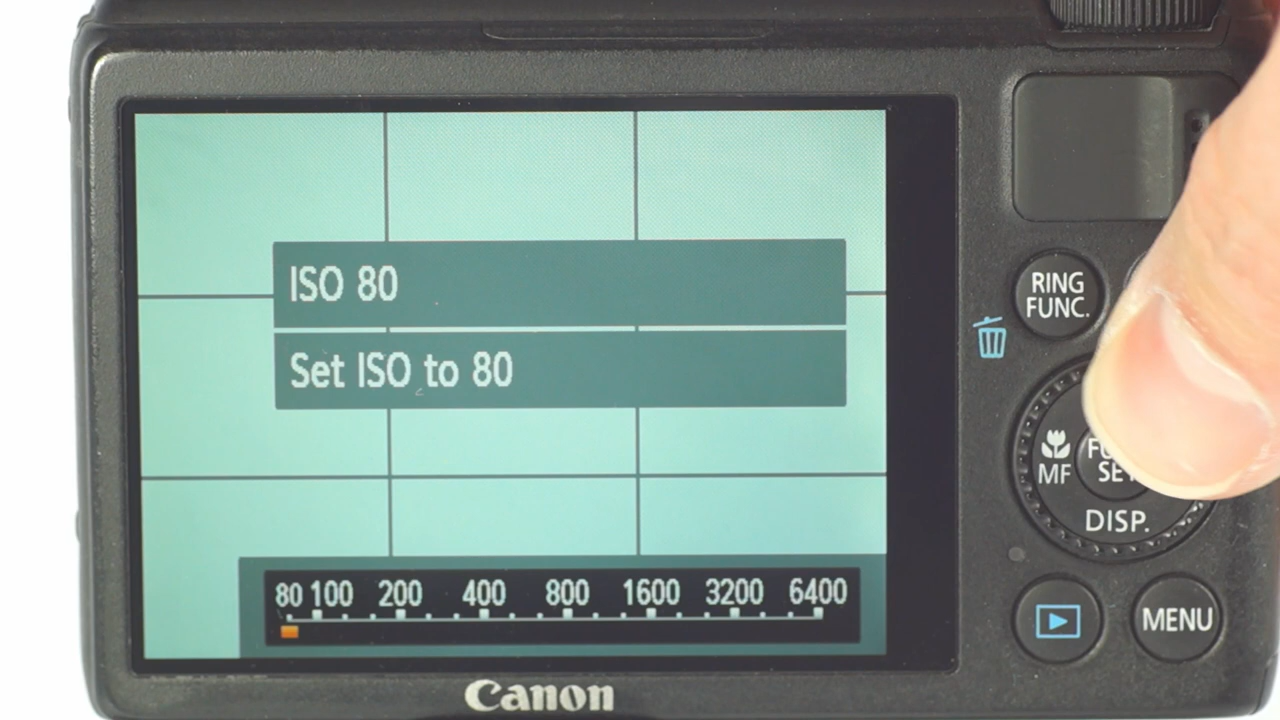 ISO 80
Set ISO to 80
80 100 200 400 800 1600 3200 6400
RING
FUNC.
MF
SET
DISP.
MENU
Canon